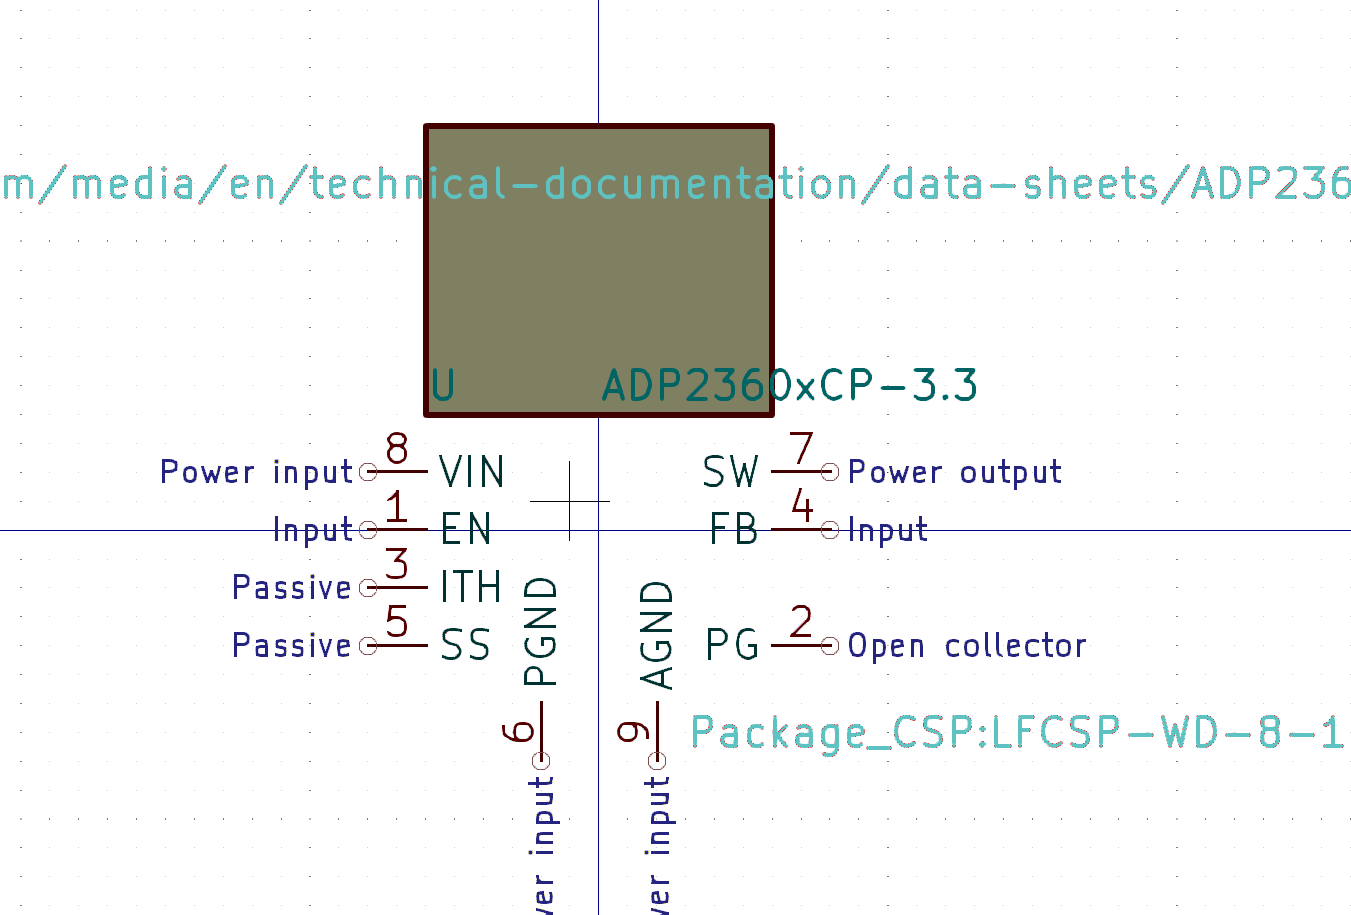 m/media/en/technical-documentation/data-sheets/ADP236
U ADP2360xCP-3.3
Power input 8 VIN SW 7 Power output
Input 1 EN FB 4 Input
Passive 3 ITH
Passive 5 SS PG 2 Open collector
PGND
AGND
6
9
Package_CSP:LFCSP-WD-8-1
wer input
wer input